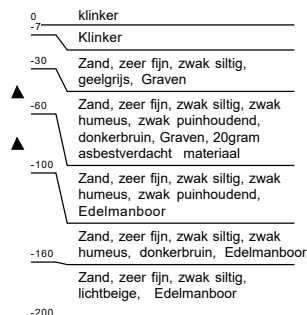 0 klinker
-7 Klinker
-30 Zand, zeer fijn, zwak siltig,
geelgrijs, Graven
-60 Zand, zeer fijn, zwak siltig, zwak
humeus, zwak puinhoudend,
donkerbruin, Graven, 20gram
asbestverdacht materiaal
-100 Zand, zeer fijn, zwak siltig, zwak
humeus, zwak puinhoudend,
Edelmanboor
Zand, zeer fijn, zwak siltig, zwak
humeus, donkerbruin, Edelmanboor
-160 Zand, zeer fijn, zwak siltig,
lichtbeige, Edelmanboor
-200